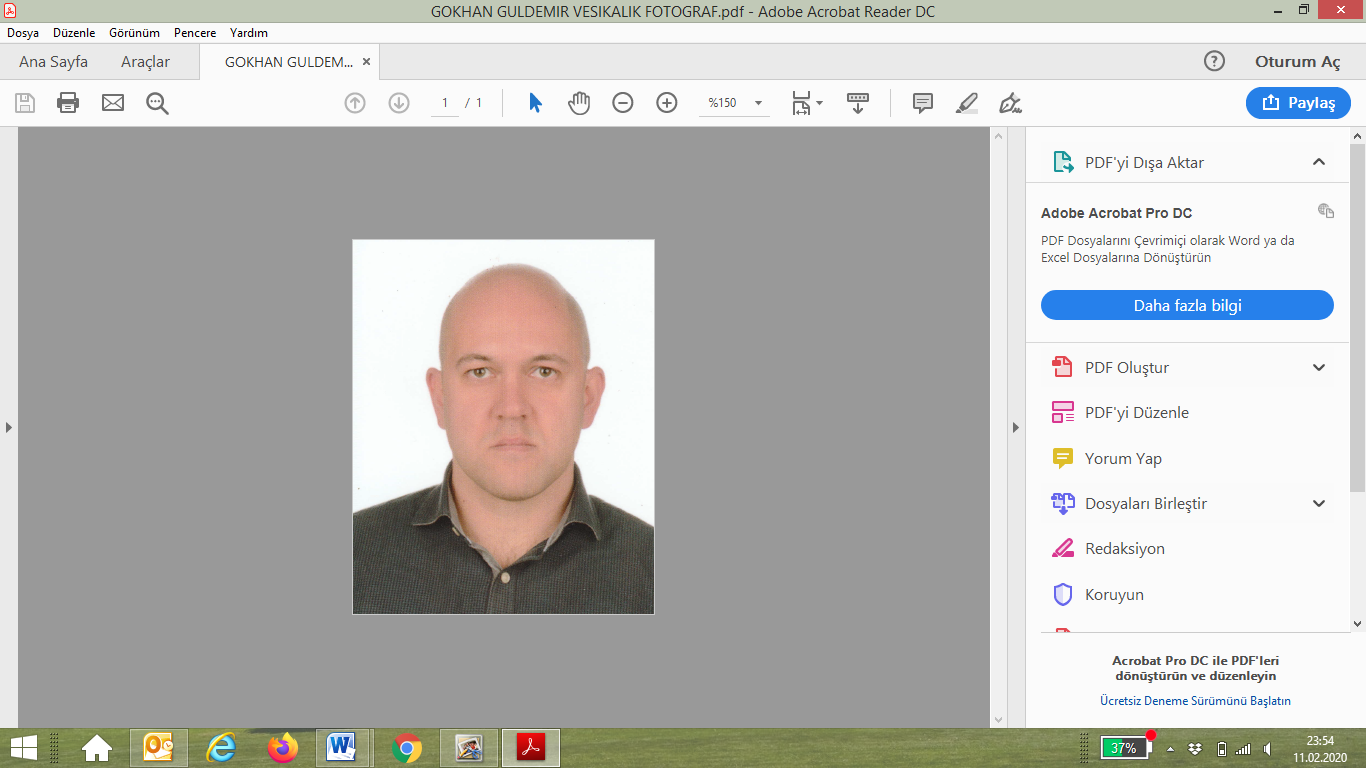 GOKHAN GULDEMIR VESIKALIK FOTOGRAF.pdf - Adobe Acrobat Reader DC
Dosya Düzenle Görünüm Pencere Yardım
Ana Sayfa Araçlar GOKHAN GULDEM... Oturum Aç
1 / 1 %150 Paylaş
PDF'yi Dışa Aktar
Adobe Acrobat Pro DC
PDF Dosyalarını Çevrimiçi olarak Word ya da
Excel Dosyalarına Dönüştürün
Daha fazla bilgi
PDF Oluştur
PDF'yi Düzenle
Yorum Yap
Dosyaları Birleştir
Redaksiyon
Koruyun
Acrobat Pro DC ile PDF'leri
dönüştürün ve düzenleyin
Ücretsiz Deneme Sürümünü Başlatın
37%
23:54
11.02.2020